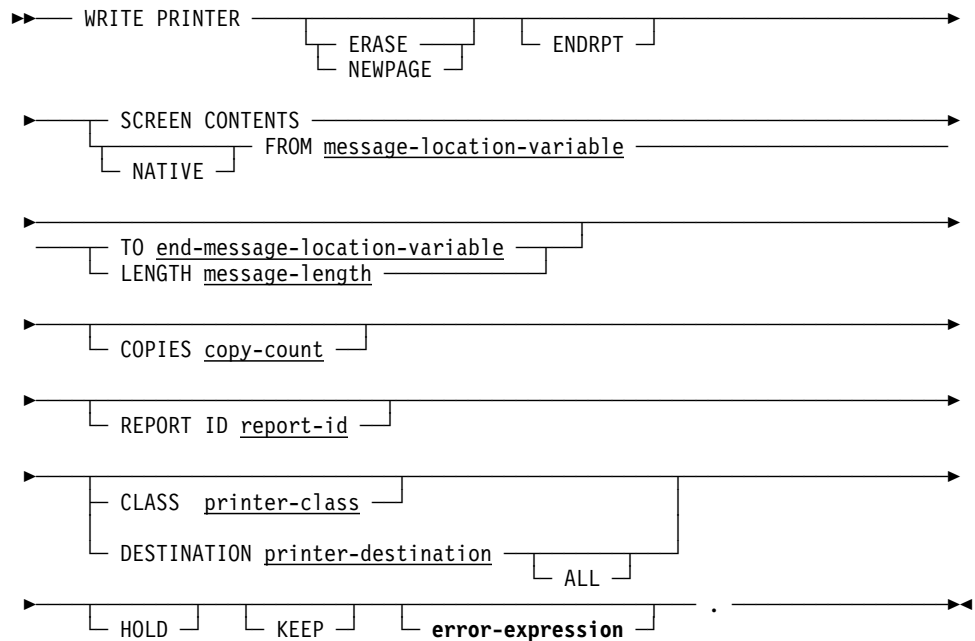 WRITE PRINTER
ERASE
ENDRPT
NEWPAGE
SCREEN CONTENTS
FROM message-location-variable
NATIVE
TO end-message-location-variable
LENGTH message-length
COPIES copy-count
REPORT ID report-id
CLASS printer-class
DESTINATION printer-destination
ALL
.
HOLD KEEP error-expression